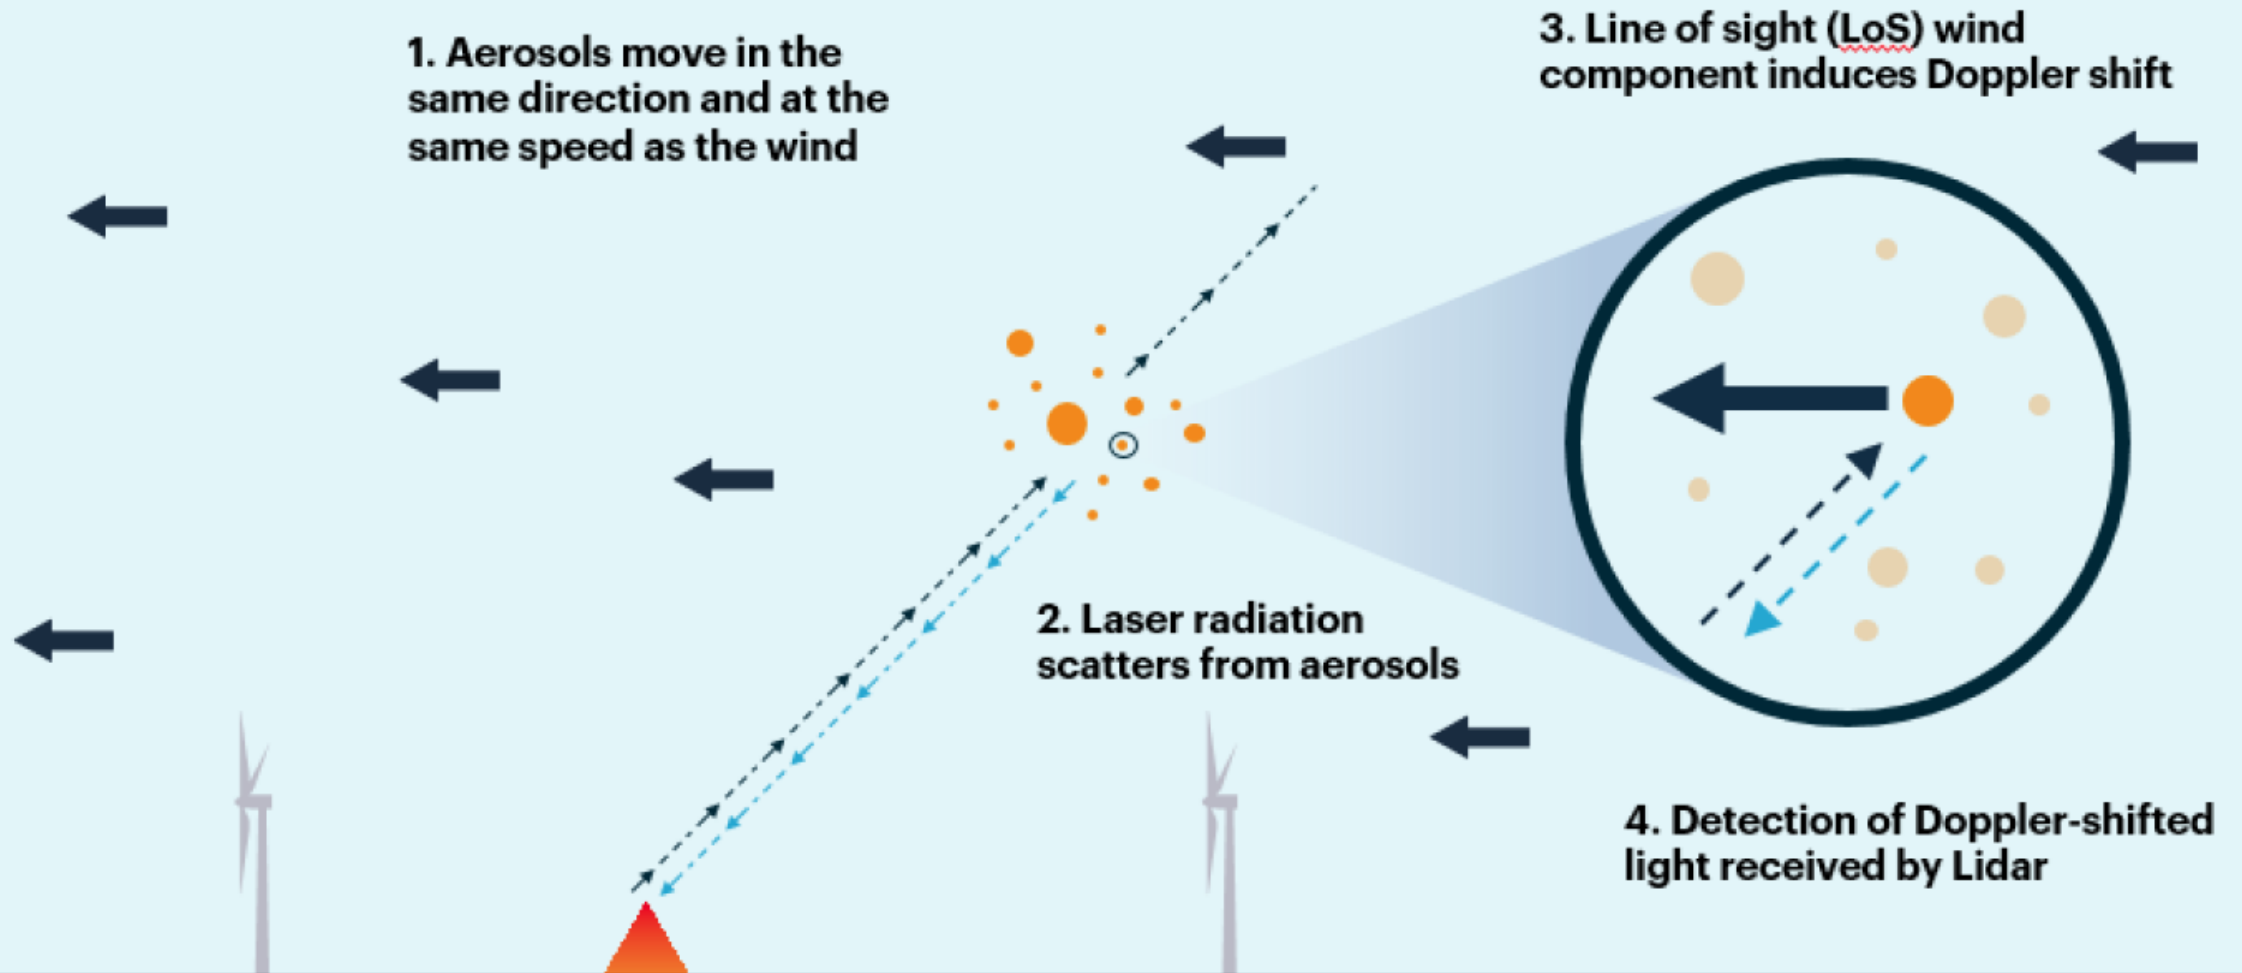 1. Aerosols move in the
same direction and at the
same speed as the wind
3. Line of sight (LoS) wind
component induces Doppler shift
2. Laser radiation
scatters from aerosols
4. Detection of Doppler-shifted
light received by Lidar